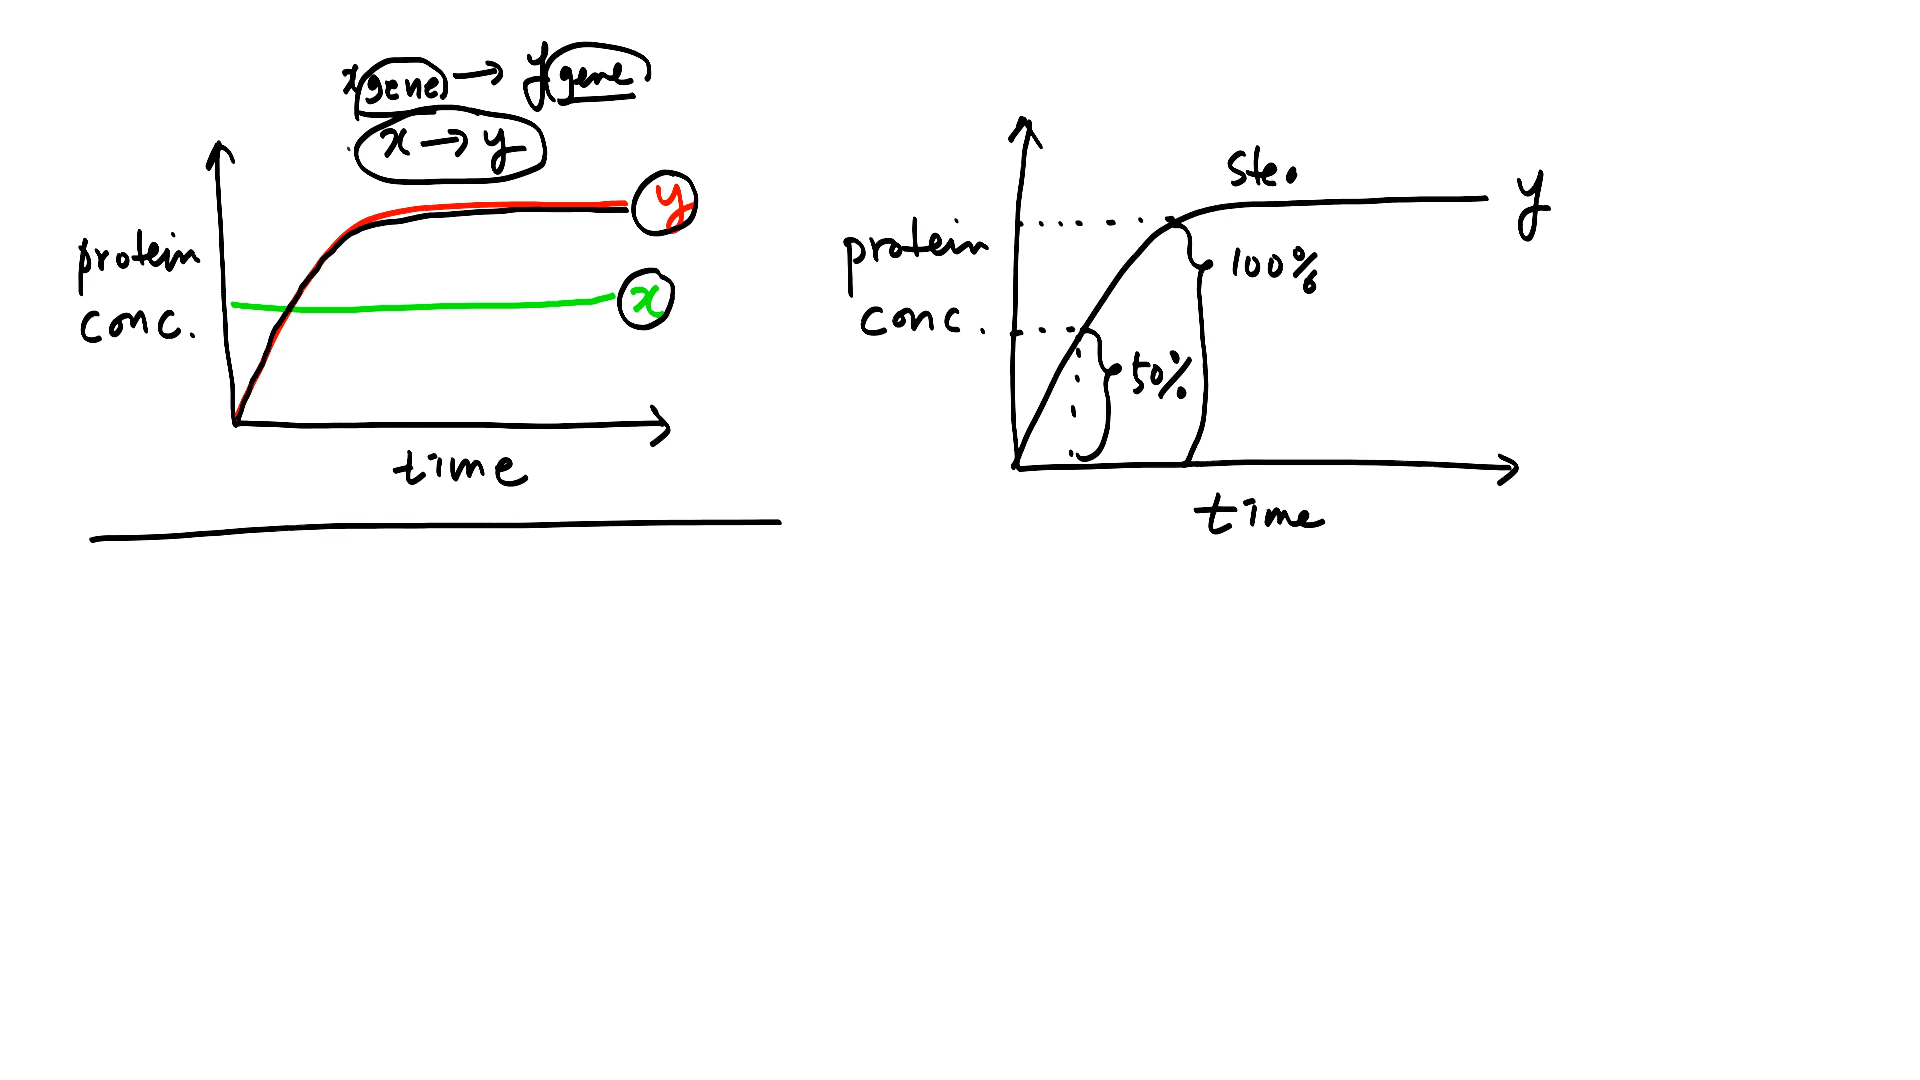 x gene → y gene
x → y
y
x
protein
conc.
time
ste.
y
protein
conc.
100%
50%
time